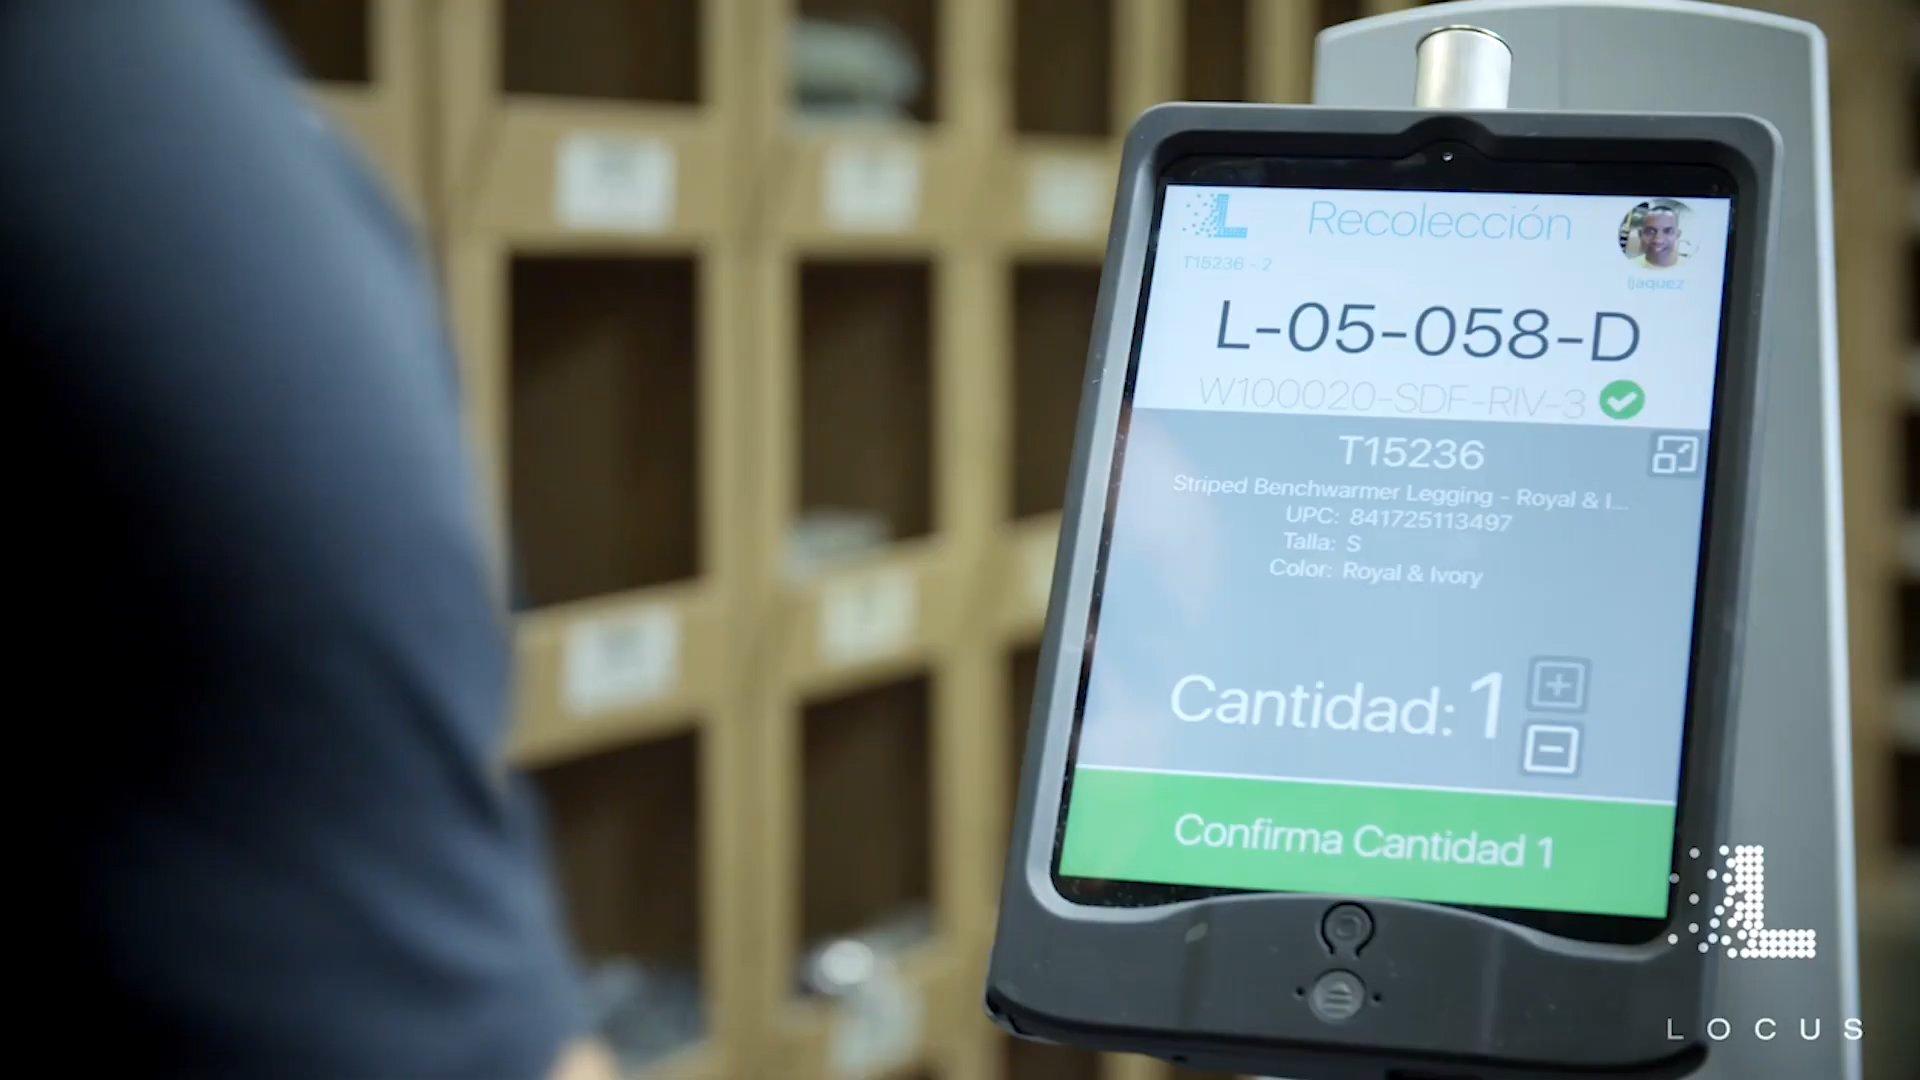 Recolección
T15236 - 2
ljaquez
L-05-058-D
W100020-SDF-RIV-3
T15236
Striped Benchwarmer Legging - Royal & I...
UPC: 841725113497
Talla: S
Color: Royal & Ivory
Cantidad: 1
Confirma Cantidad 1
LOCUS